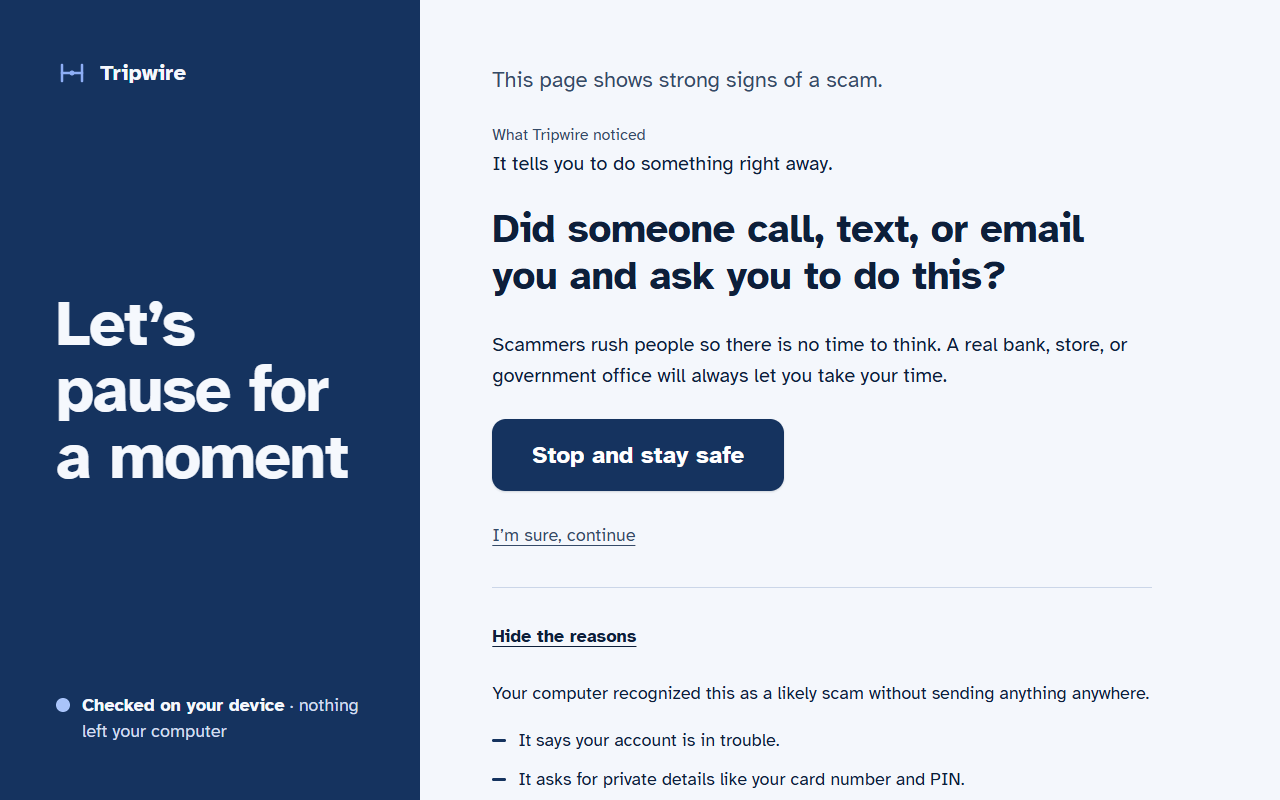 Tripwire
Let’s
pause for
a moment
Checked on your device · nothing
left your computer
This page shows strong signs of a scam.
What Tripwire noticed
It tells you to do something right away.
Did someone call, text, or email
you and ask you to do this?
Scammers rush people so there is no time to think. A real bank, store, or
government office will always let you take your time.
Stop and stay safe
I’m sure, continue
Hide the reasons
Your computer recognized this as a likely scam without sending anything anywhere.
It says your account is in trouble.
It asks for private details like your card number and PIN.